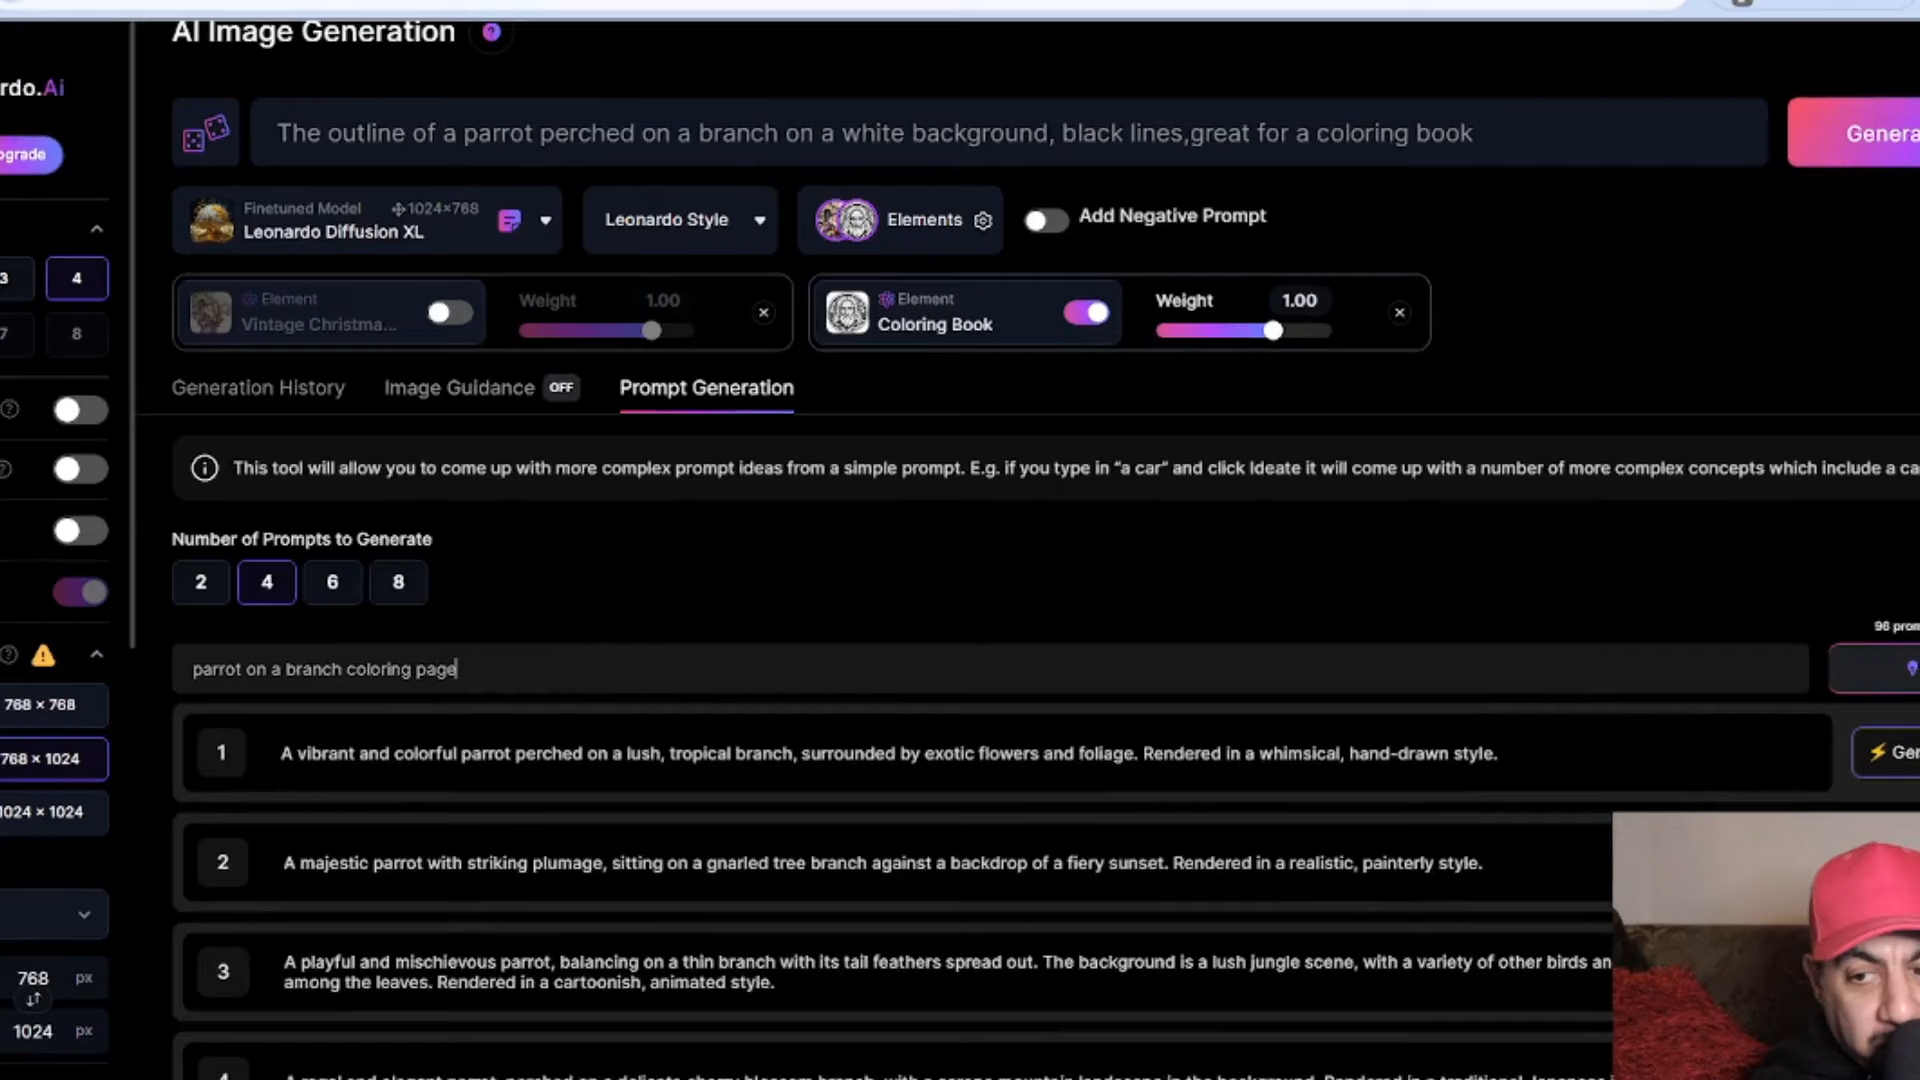 AI Image Generation ?
rdo.Ai
The outline of a parrot perched on a branch on a white background, black lines,great for a coloring book
Genera
pgrade
Finetuned Model 1024×768
Leonardo Diffusion XL
Leonardo Style
Elements
Add Negative Prompt
3 4
7 8
Element
Vintage Christma...
Weight 1.00
Element
Coloring Book
Weight 1.00
Generation History Image Guidance OFF Prompt Generation
This tool will allow you to come up with more complex prompt ideas from a simple prompt. E.g. if you type in "a car" and click Ideate it will come up with a number of more complex concepts which include a ca
Number of Prompts to Generate
2 4 6 8
96 prom
parrot on a branch coloring page
768 × 768
768 × 1024
1024 × 1024
1 A vibrant and colorful parrot perched on a lush, tropical branch, surrounded by exotic flowers and foliage. Rendered in a whimsical, hand-drawn style.
Gen
2 A majestic parrot with striking plumage, sitting on a gnarled tree branch against a backdrop of a fiery sunset. Rendered in a realistic, painterly style.
3 A playful and mischievous parrot, balancing on a thin branch with its tail feathers spread out. The background is a lush jungle scene, with a variety of other birds an
among the leaves. Rendered in a cartoonish, animated style.
768 px
1024 px